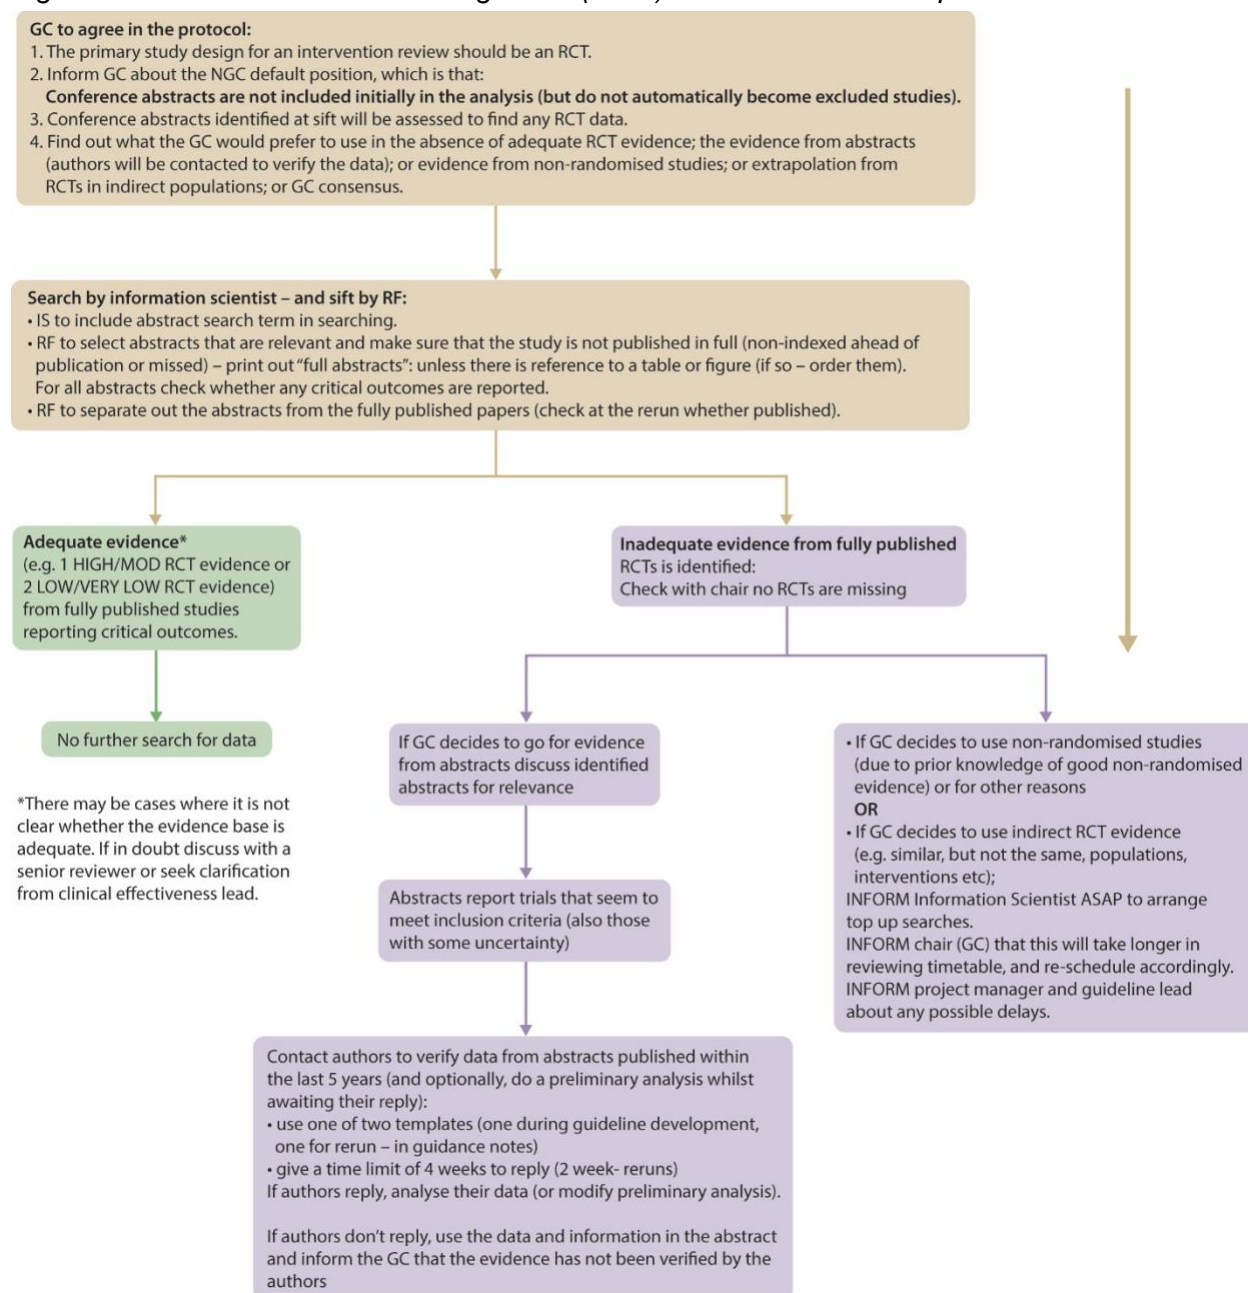 GC to agree in the protocol:
1. The primary study design for an intervention review should be an RCT.
2. Inform GC about the NGC default position, which is that:
Conference abstracts are not included initially in the analysis (but do not automatically become excluded studies).
3. Conference abstracts identified at sift will be assessed to find any RCT data.
4. Find out what the GC would prefer to use in the absence of adequate RCT evidence; the evidence from abstracts
(authors will be contacted to verify the data); or evidence from non-randomised studies; or extrapolation from
RCTs in indirect populations; or GC consensus.
Search by information scientist – and sift by RF:
• IS to include abstract search term in searching.
• RF to select abstracts that are relevant and make sure that the study is not published in full (non-indexed ahead of
publication or missed) – print out "full abstracts": unless there is reference to a table or figure (if so – order them).
For all abstracts check whether any critical outcomes are reported.
• RF to separate out the abstracts from the fully published papers (check at the rerun whether published).
Adequate evidence*
(e.g. 1 HIGH/MOD RCT evidence or
2 LOW/VERY LOW RCT evidence)
from fully published studies
reporting critical outcomes.
No further search for data
*There may be cases where it is not
clear whether the evidence base is
adequate. If in doubt discuss with a
senior reviewer or seek clarification
from clinical effectiveness lead.
Inadequate evidence from fully published
RCTs is identified:
Check with chair no RCTs are missing
If GC decides to go for evidence
from abstracts discuss identified
abstracts for relevance
Abstracts report trials that seem to
meet inclusion criteria (also those
with some uncertainty)
Contact authors to verify data from abstracts published within
the last 5 years (and optionally, do a preliminary analysis whilst
awaiting their reply):
• use one of two templates (one during guideline development,
one for rerun – in guidance notes)
• give a time limit of 4 weeks to reply (2 week- reruns)
If authors reply, analyse their data (or modify preliminary analysis).
If authors don't reply, use the data and information in the abstract
and inform the GC that the evidence has not been verified by the
authors
• If GC decides to use non-randomised studies
(due to prior knowledge of good non-randomised
evidence) or for other reasons
OR
• If GC decides to use indirect RCT evidence
(e.g. similar, but not the same, populations,
interventions etc);
INFORM Information Scientist ASAP to arrange
top up searches.
INFORM chair (GC) that this will take longer in
reviewing timetable, and re-schedule accordingly.
INFORM project manager and guideline lead
about any possible delays.